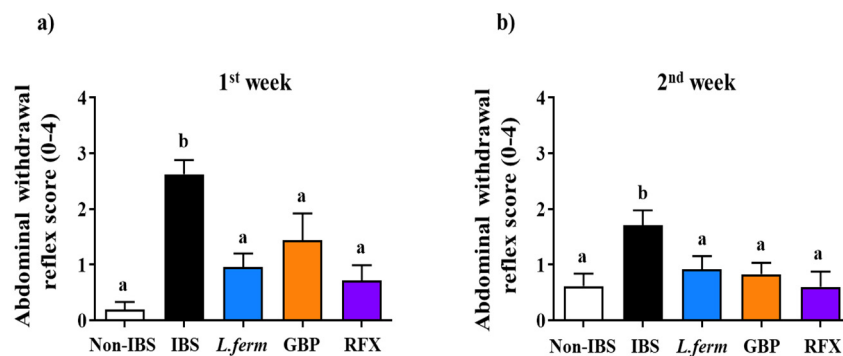 a)
1st week
Abdominal withdrawal
reflex score (0-4)
4
3
2
1
0
a
b
a
a
a
Non-IBS IBS L.ferm GBP RFX
b)
2nd week
Abdominal withdrawal
reflex score (0-4)
4
3
2
1
0
a
b
a
a
a
Non-IBS IBS L.ferm GBP RFX